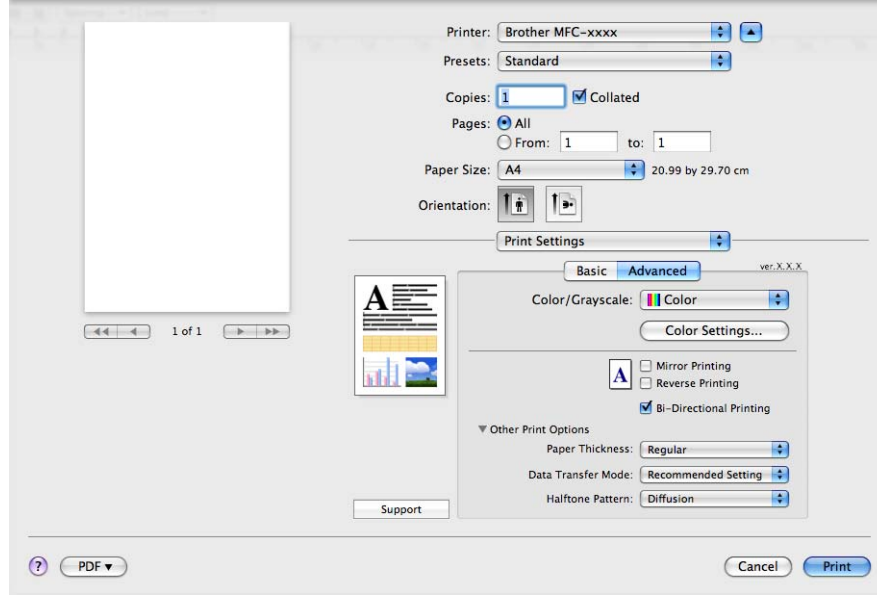 Printer: Brother MFC-xxxx
Presets: Standard
Copies: 1 Collated
Pages: All
From: 1 to: 1
Paper Size: A4 20.99 by 29.70 cm
Orientation:
Print Settings
Basic Advanced ver.X.X.X
Color/Grayscale: Color
Color Settings...
A
A
Mirror Printing
Reverse Printing
Bi-Directional Printing
Other Print Options
Paper Thickness: Regular
Data Transfer Mode: Recommended Setting
Halftone Pattern: Diffusion
1 of 1
Support
? PDF Cancel Print